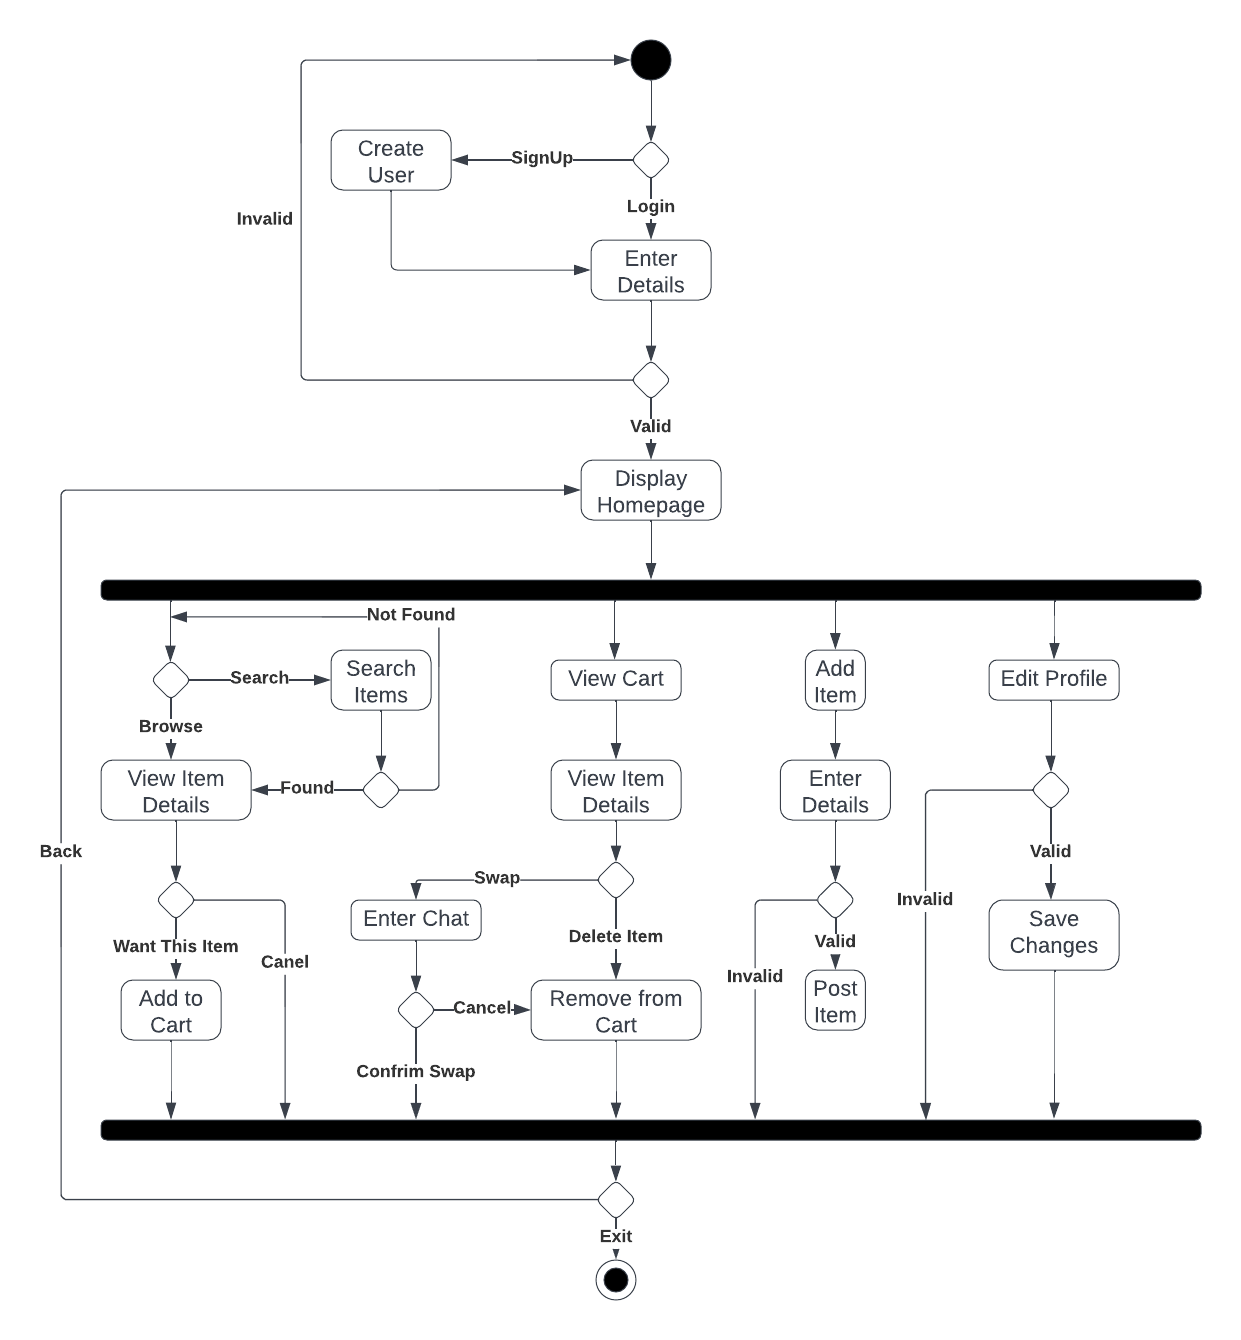 Create
User
SignUp
Login
Invalid
Enter
Details
Valid
Display
Homepage
Not Found
Search
Search
Items
Browse
View Item
Details
Found
Back
Want This Item
Canel
Add to
Cart
View Cart
View Item
Details
Swap
Enter Chat
Delete Item
Cancel
Remove from
Cart
Confrim Swap
Add
Item
Enter
Details
Valid
Invalid
Post
Item
Edit Profile
Valid
Invalid
Save
Changes
Exit